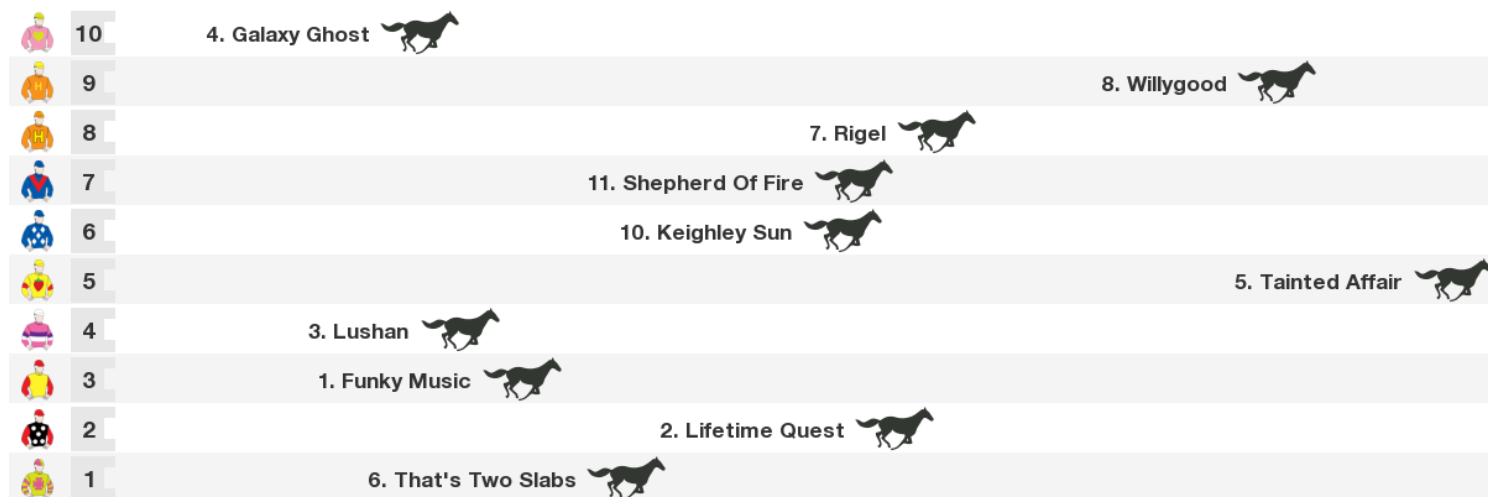 10 4. Galaxy Ghost
H 9 8. Willygood
H 8 7. Rigel
7 11. Shepherd Of Fire
6 10. Keighley Sun
5 5. Tainted Affair
4 3. Lushan
3 1. Funky Music
2 2. Lifetime Quest
1 6. That's Two Slabs